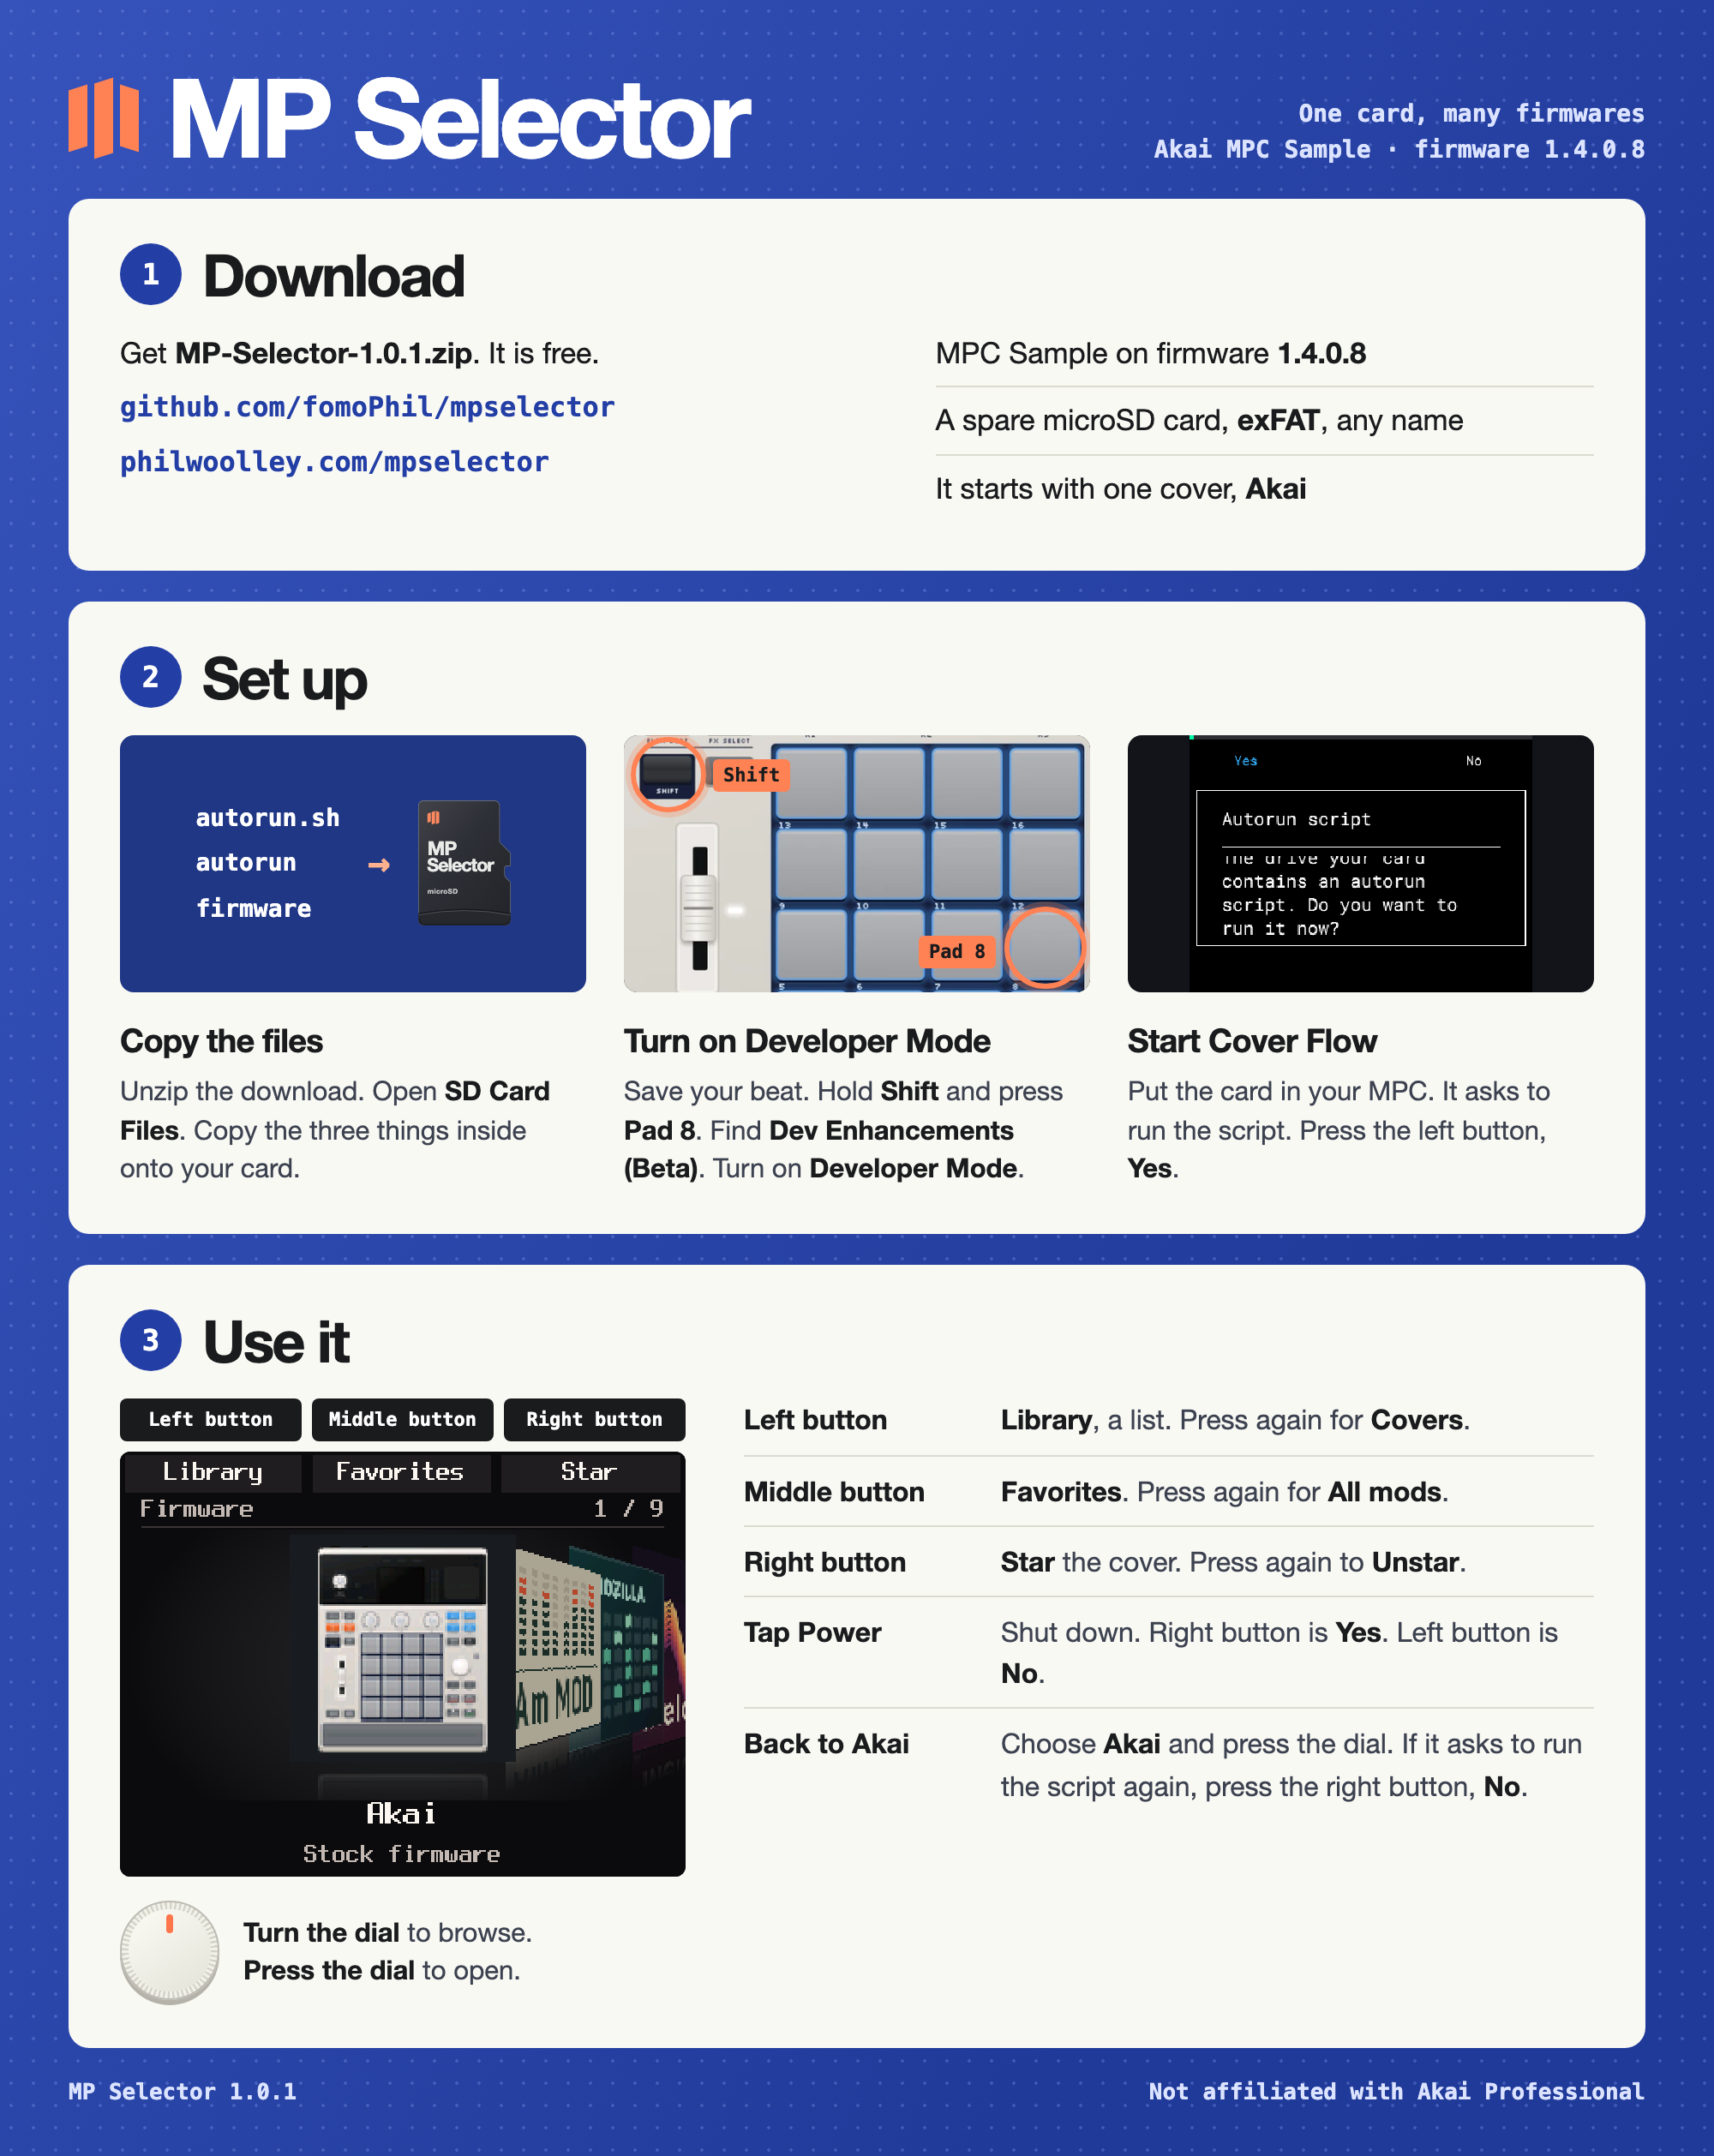 MP Selector
One card, many firmwares
Akai MPC Sample · firmware 1.4.0.8
1 Download
Get MP-Selector-1.0.1.zip. It is free.
github.com/fomoPhil/mpselector
philwoolley.com/mpselector
MPC Sample on firmware 1.4.0.8
A spare microSD card, exFAT, any name
It starts with one cover, Akai
2 Set up
autorun.sh
autorun
→
firmware
MP
Selector
microSD
FX SELECT
SHIFT
Shift
13 14 15 16
9 10 11 12
Pad 8
5 6 7 8
Yes No
Autorun script
The drive your card
contains an autorun
script. Do you want to
run it now?
Copy the files
Unzip the download. Open SD Card
Files. Copy the three things inside
onto your card.
Turn on Developer Mode
Save your beat. Hold Shift and press
Pad 8. Find Dev Enhancements
(Beta). Turn on Developer Mode.
Start Cover Flow
Put the card in your MPC. It asks to
run the script. Press the left button,
Yes.
3 Use it
Left button Middle button Right button
Library Favorites Star
Firmware 1 / 9
Am MOD
Akai
Stock firmware
Turn the dial to browse.
Press the dial to open.
Left button Library, a list. Press again for Covers.
Middle button Favorites. Press again for All mods.
Right button Star the cover. Press again to Unstar.
Tap Power Shut down. Right button is Yes. Left button is
No.
Back to Akai Choose Akai and press the dial. If it asks to run
the script again, press the right button, No.
MP Selector 1.0.1
Not affiliated with Akai Professional